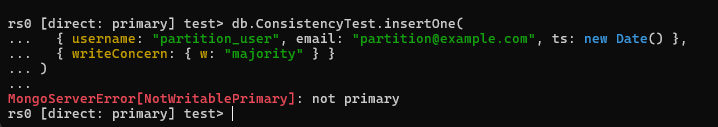 rs0 [direct: primary] test> db.ConsistencyTest.insertOne(
...   { username: "partition_user", email: "partition@example.com", ts: new Date() },
...   { writeConcern: { w: "majority" } }
... )
...
MongoServerError[NotWritablePrimary]: not primary
rs0 [direct: primary] test>